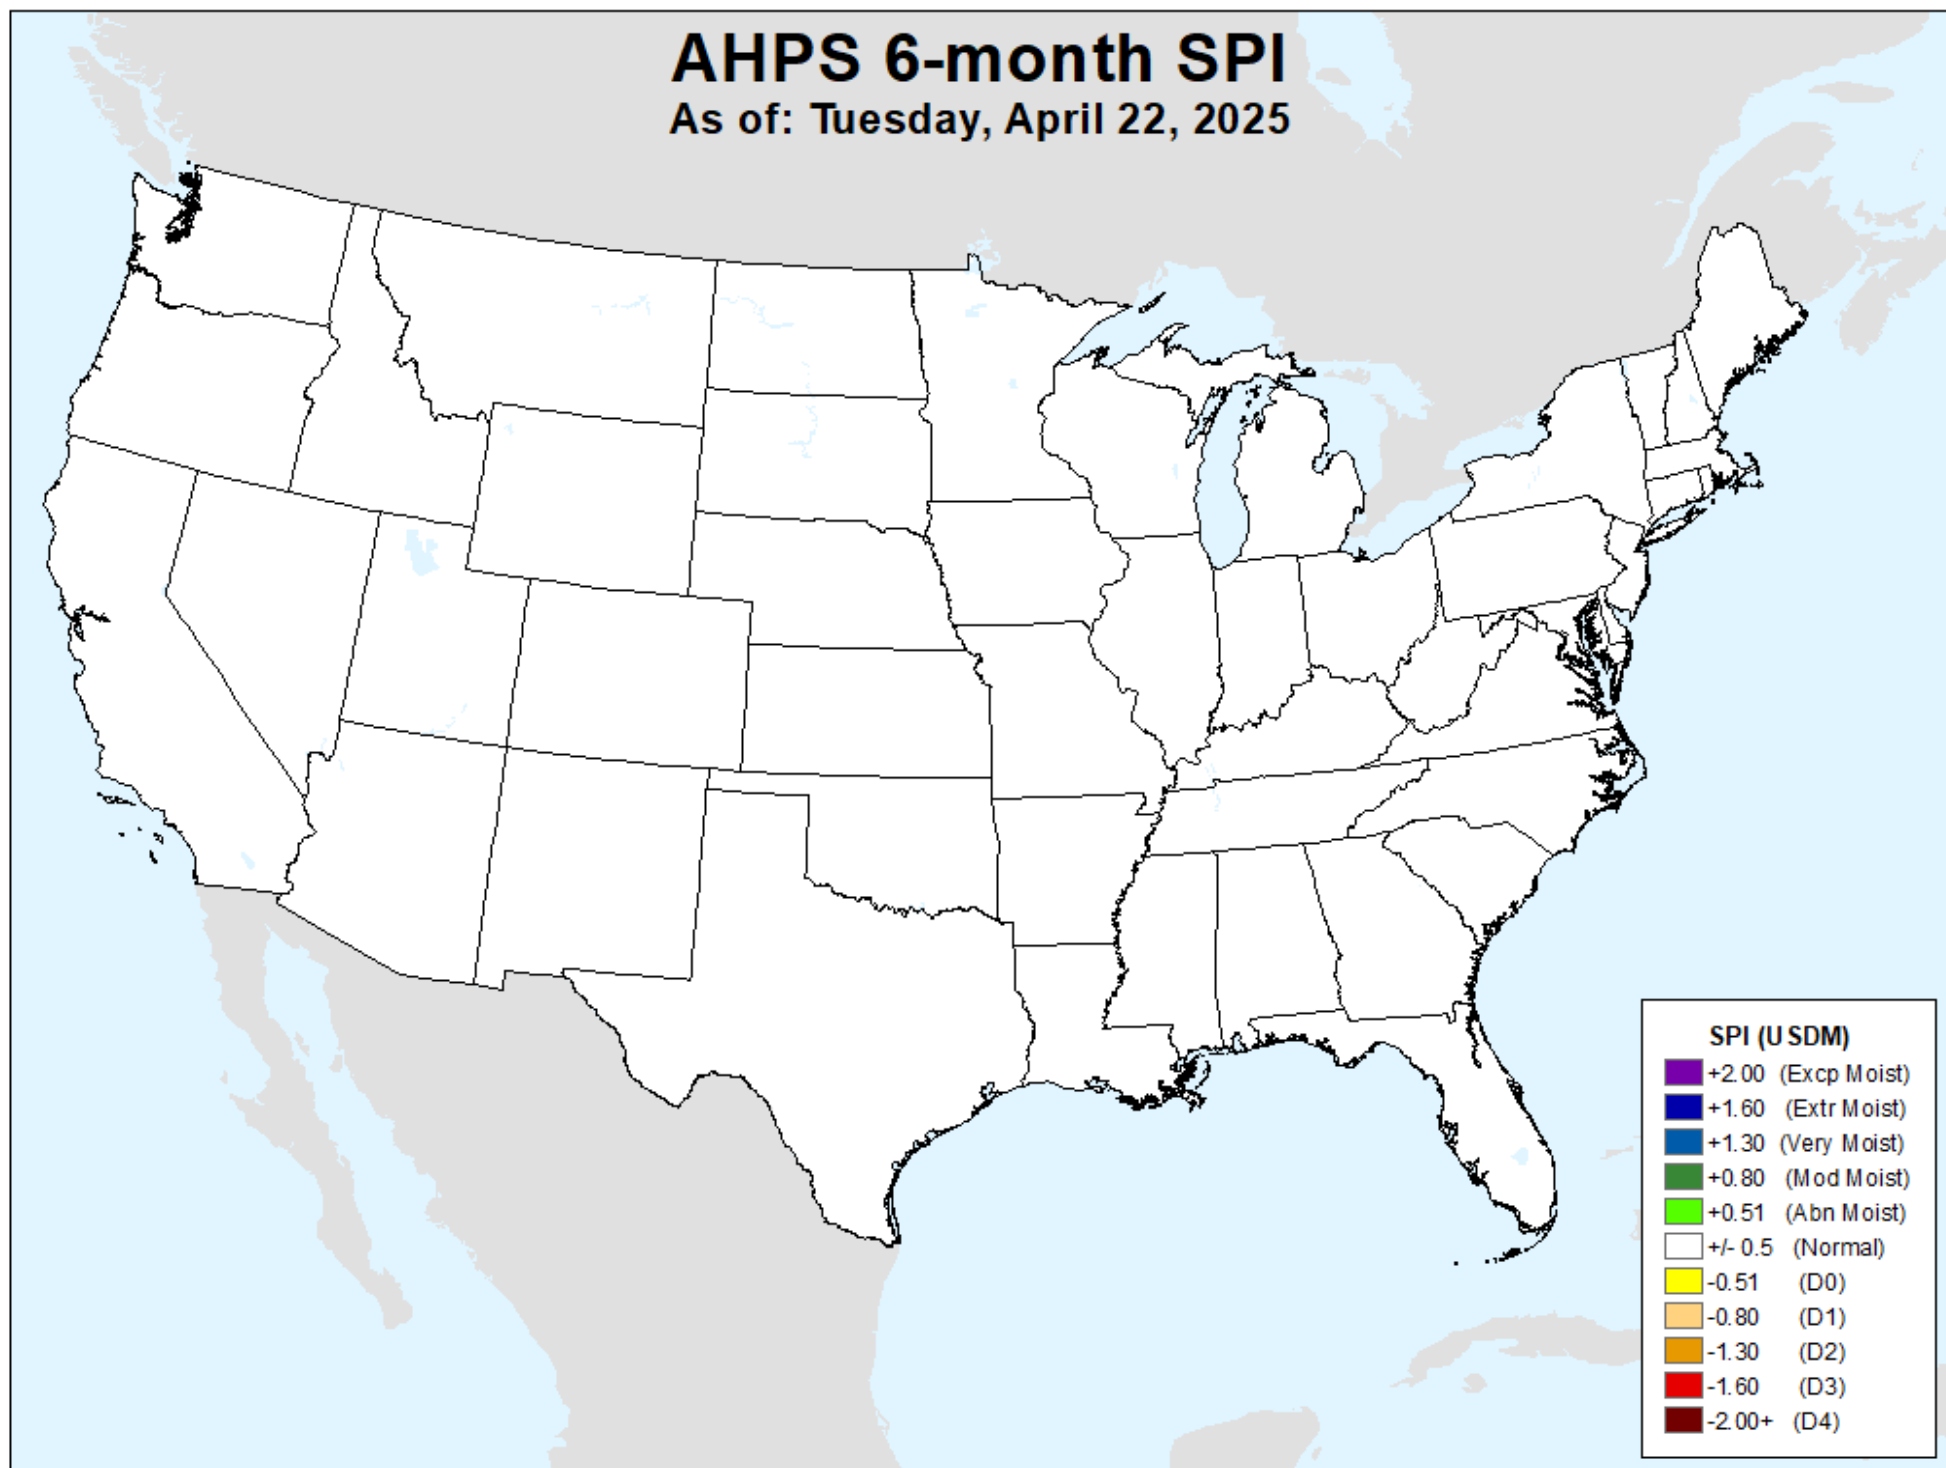 AHPS 6-month SPI
As of: Tuesday, April 22, 2025
SPI (USDM)
+2.00 (Excp Moist)
+1.60 (Extr Moist)
+1.30 (Very Moist)
+0.80 (Mod Moist)
+0.51 (Abn Moist)
+/- 0.5 (Normal)
-0.51 (D0)
-0.80 (D1)
-1.30 (D2)
-1.60 (D3)
-2.00+ (D4)